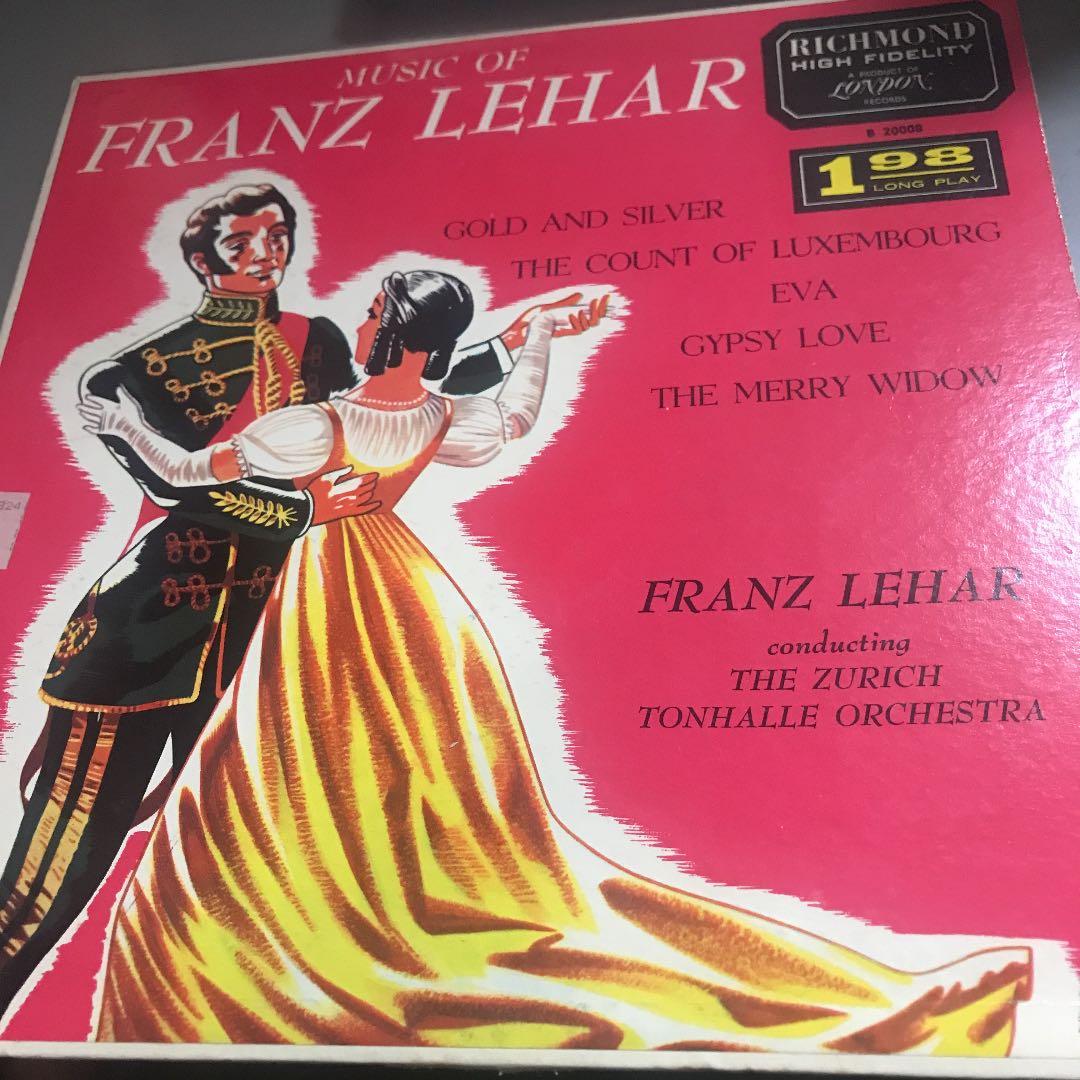 MUSIC OF
FRANZ LEHAR
RICHMOND
HIGH FIDELITY
A PRODUCT OF
LONDON
RECORDS
B 20008
1 98
LONG PLAY
GOLD AND SILVER
THE COUNT OF LUXEMBOURG
EVA
GYPSY LOVE
THE MERRY WIDOW
FRANZ LEHAR
conducting
THE ZURICH
TONHALLE ORCHESTRA